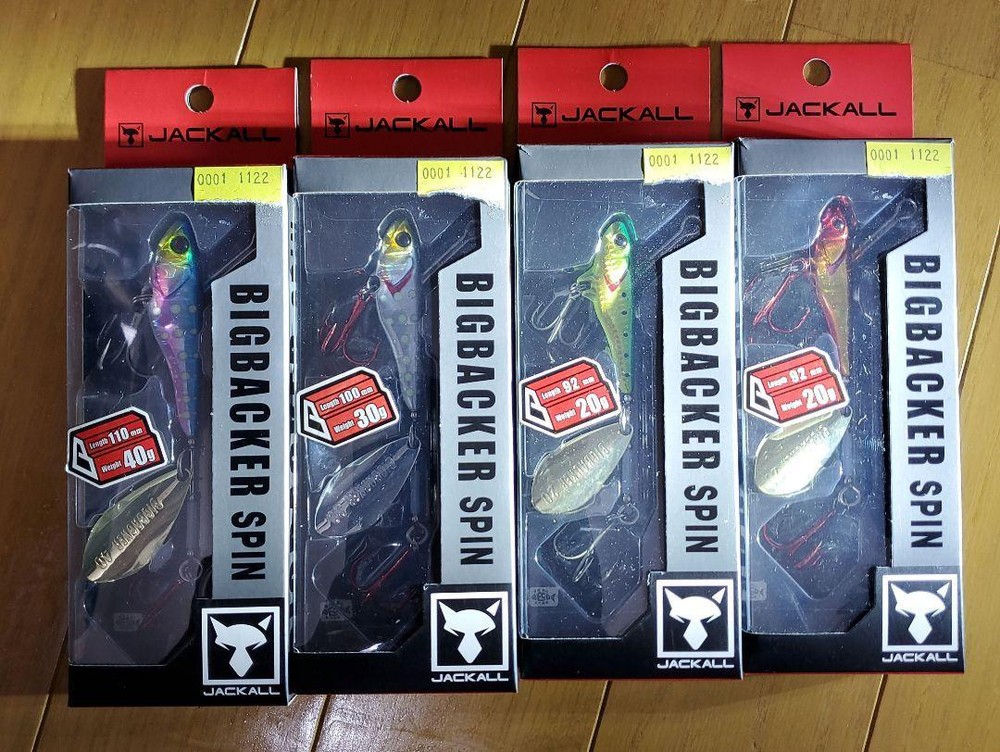 JACKALL
0001 1122
BIGBACKER SPIN
Length 110 mm
Weight 40g
JACKALL
JACKALL
0001 1122
BIGBACKER SPIN
Length 100 mm
Weight 30g
JACKALL
JACKALL
0001 1122
BIGBACKER SPIN
Length 92 mm
Weight 20g
JACKALL
JACKALL
0001 1122
BIGBACKER SPIN
Length 92 mm
Weight 20g
JACKALL